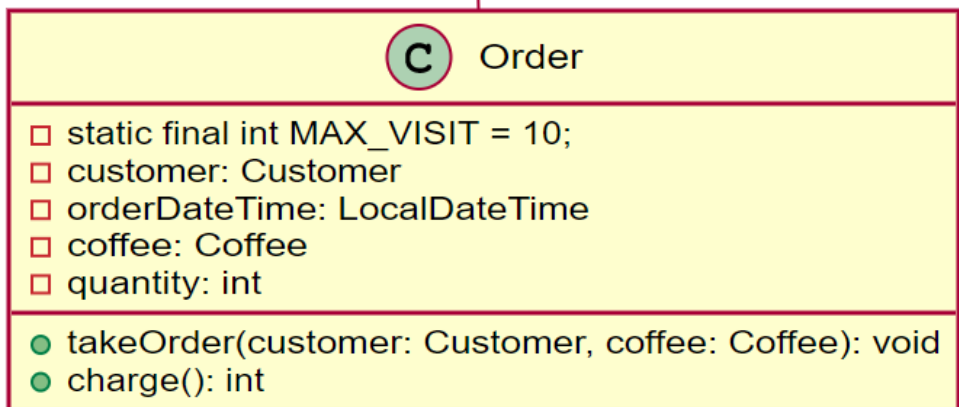 C Order
static final int MAX_VISIT = 10;
customer: Customer
orderDateTime: LocalDateTime
coffee: Coffee
quantity: int
takeOrder(customer: Customer, coffee: Coffee): void
charge(): int